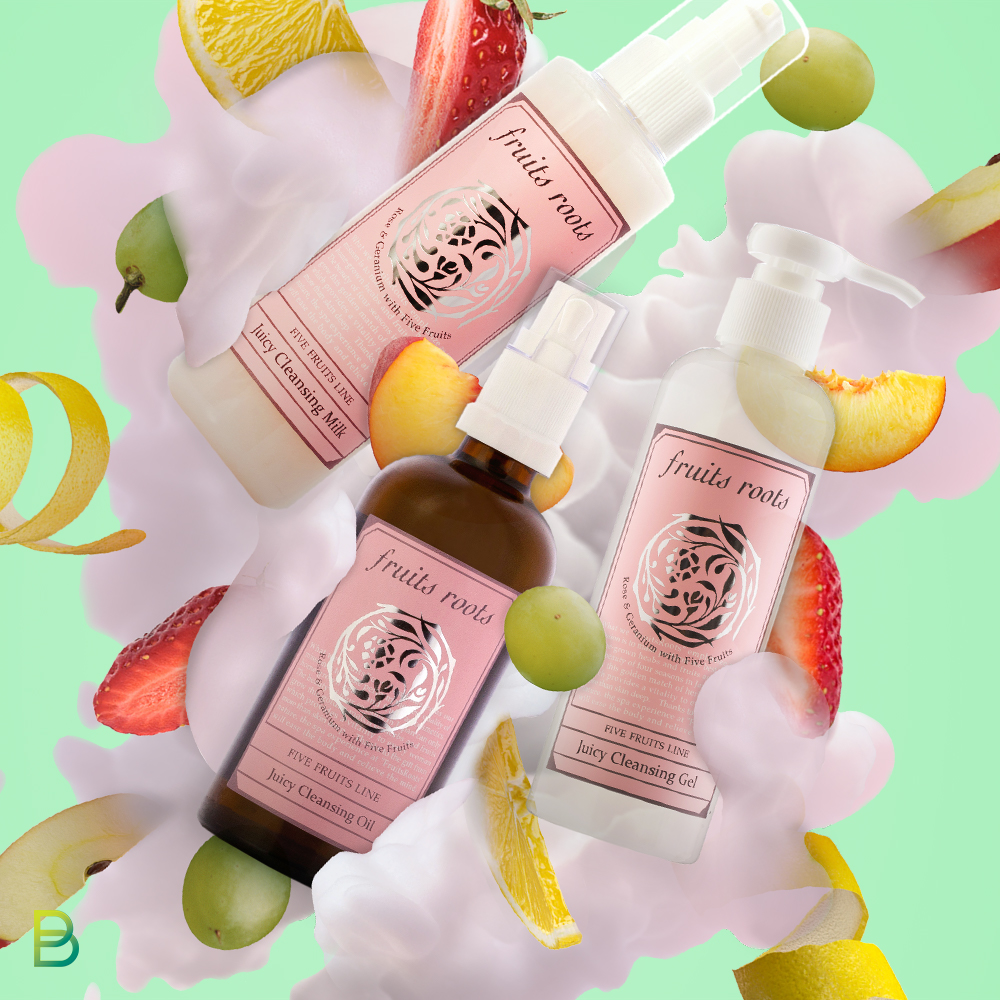 fruits roots
Rose & Geranium with Five Fruits
FIVE FRUITS LINE
Juicy Cleansing Milk
fruits roots
Rose & Geranium with Five Fruits
FIVE FRUITS LINE
Juicy Cleansing Oil
fruits roots
Rose & Geranium with Five Fruits
FIVE FRUITS LINE
Juicy Cleansing Gel
B